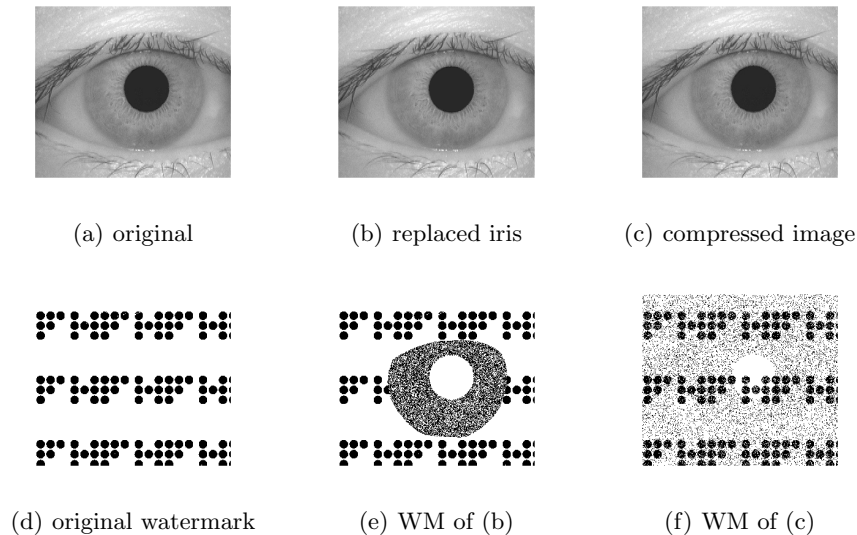 (a) original
(b) replaced iris
(c) compressed image
(d) original watermark
(e) WM of (b)
(f) WM of (c)